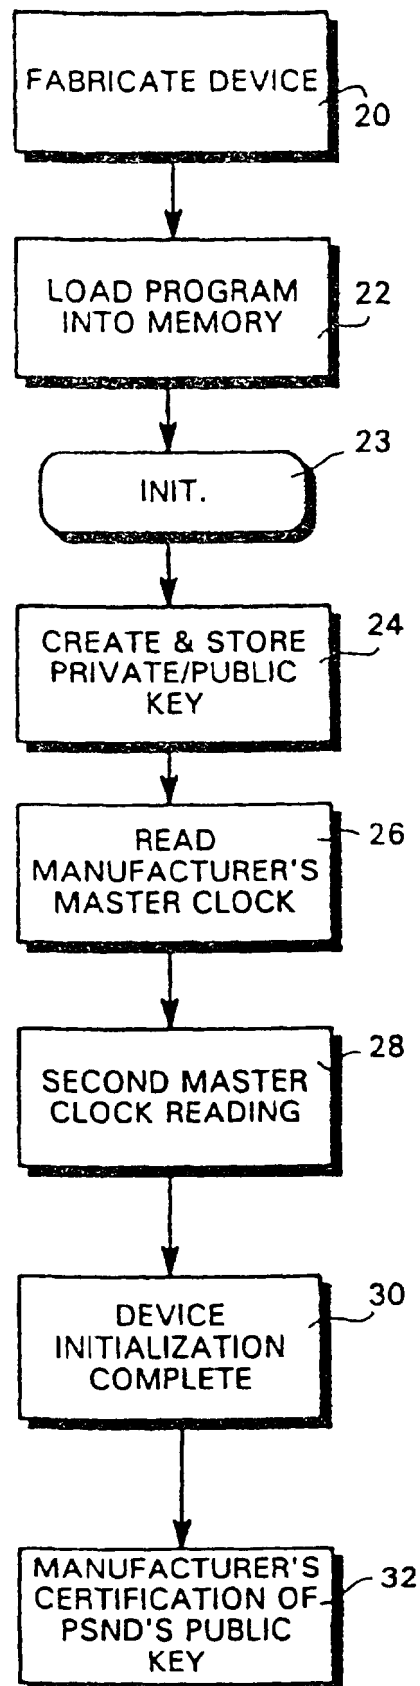 FABRICATE DEVICE
20
LOAD PROGRAM
INTO MEMORY
22
INIT.
23
CREATE & STORE
PRIVATE/PUBLIC
KEY
24
READ
MANUFACTURER'S
MASTER CLOCK
26
SECOND MASTER
CLOCK READING
28
DEVICE
INITIALIZATION
COMPLETE
30
MANUFACTURER'S
CERTIFICATION OF
PSND'S PUBLIC
KEY
32